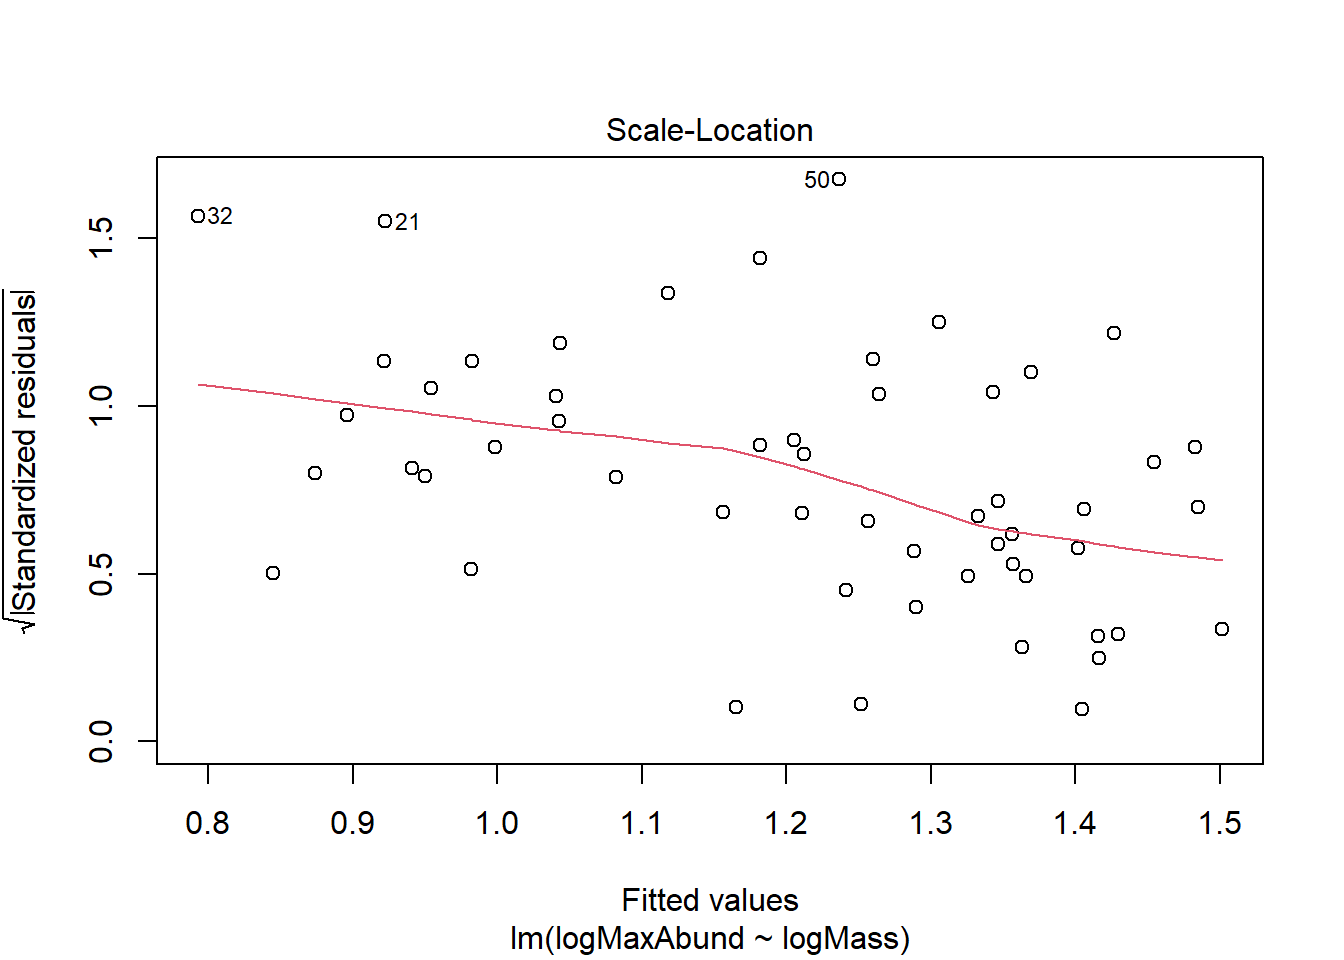 Scale-Location
50
32
21
√|Standardized residuals|
1.5
1.0
0.5
0.0
0.8 0.9 1.0 1.1 1.2 1.3 1.4 1.5
Fitted values
lm(logMaxAbund ~ logMass)